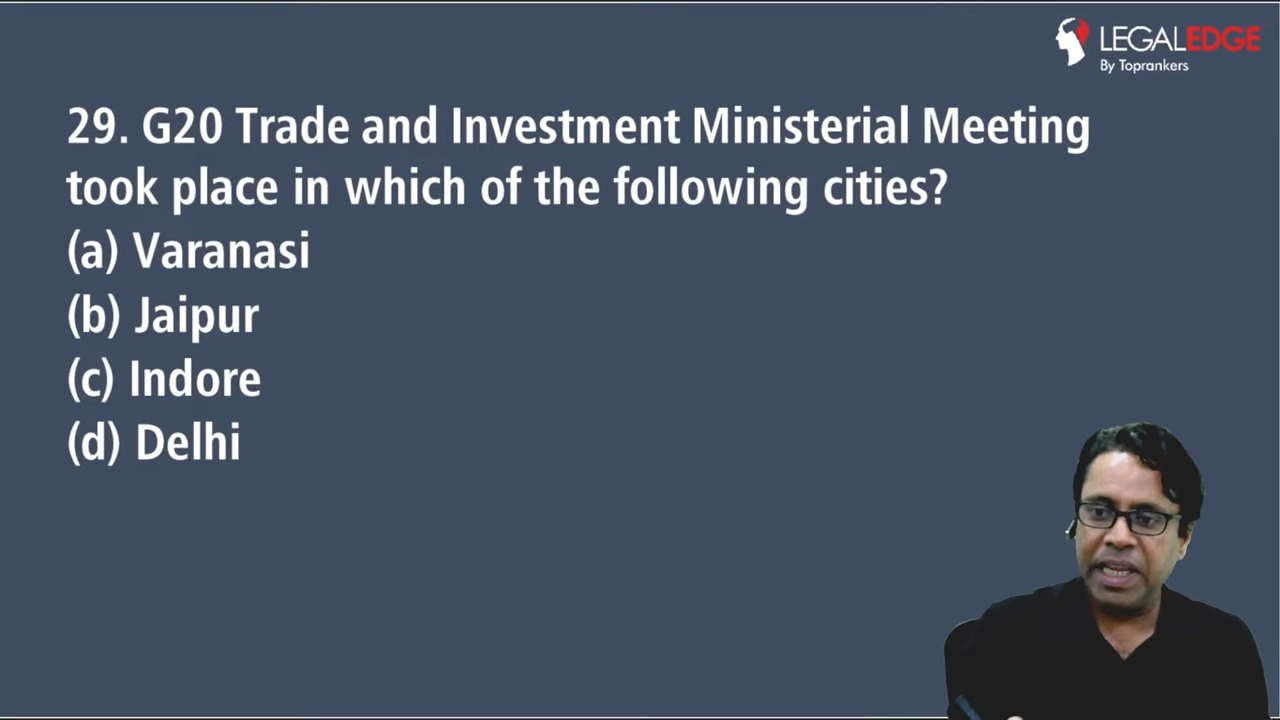 LEGALEDGE
By Toprankers
29. G20 Trade and Investment Ministerial Meeting
took place in which of the following cities?
(a) Varanasi
(b) Jaipur
(c) Indore
(d) Delhi